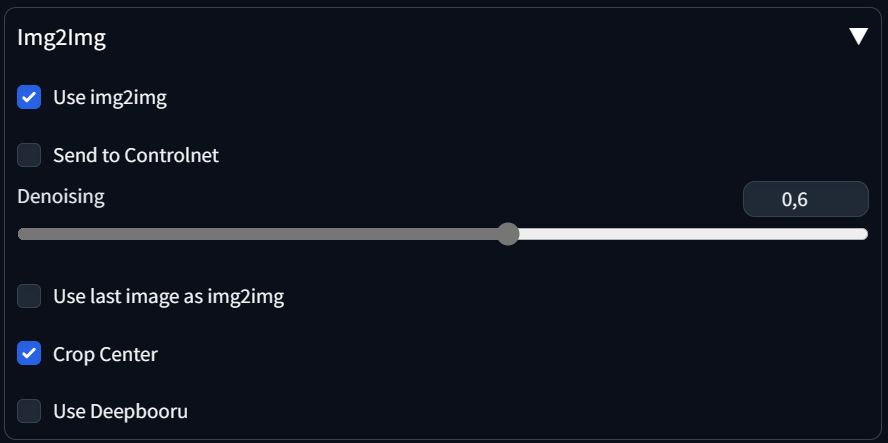 Img2Img
Use img2img
Send to Controlnet
Denoising
0,6
Use last image as img2img
Crop Center
Use Deepbooru